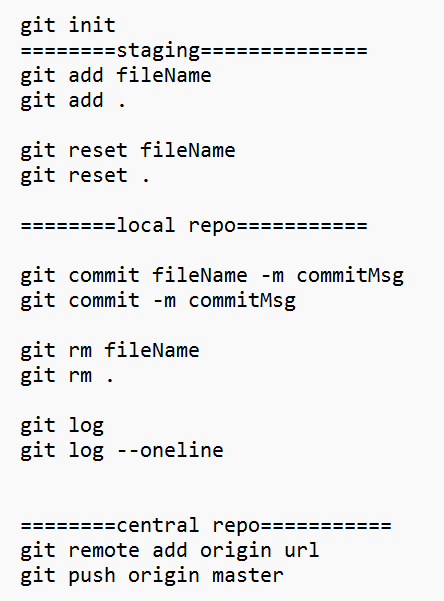 git init
========staging==============
git add fileName
git add .
git reset fileName
git reset .
========local repo===========
git commit fileName -m commitMsg
git commit -m commitMsg
git rm fileName
git rm .
git log
git log --oneline
========central repo===========
git remote add origin url
git push origin master